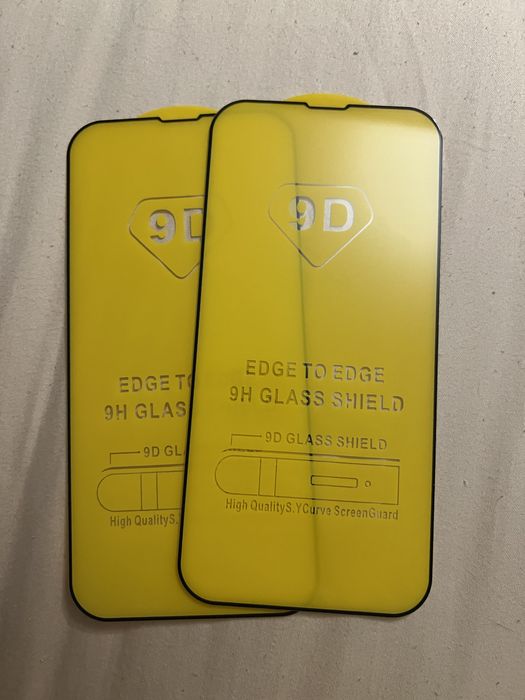 9D
EDGE TO
9H GLAS
9D GL
High QualityS.
9D
EDGE TO EDGE
9H GLASS SHIELD
9D GLASS SHIELD
High QualityS.YCurve ScreenGuard